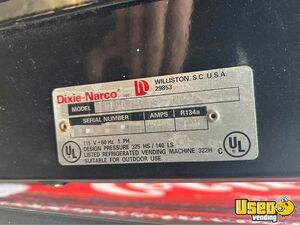 Dixie-Narco INC
WILLISTON, S.C. U.S.A.
29853
MODEL
SERIAL NUMBER AMPS R134a
115 V-60 Hz 1 PH
DESIGN PRESSURE 325 HS / 140 LS
LISTED REFRIGERATED VENDING MACHINE 322H
SUITABLE FOR OUTDOOR USE.
UL
C UL
Used
vending